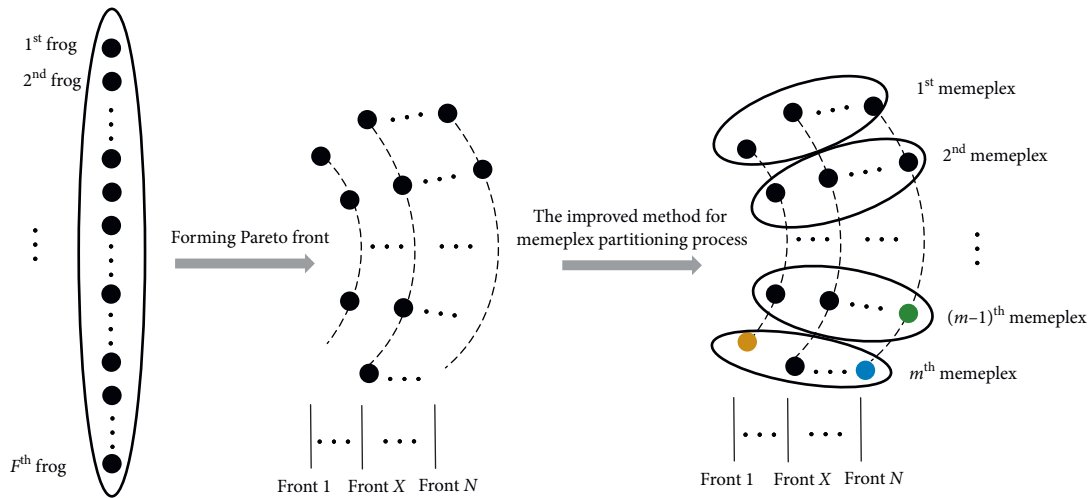 1st frog
2nd frog
Fth frog
Forming Pareto front
Front 1
Front X
Front N
The improved method for
memeplex partitioning process
1st memeplex
2nd memeplex
(m–1)th memeplex
mth memeplex
Front 1
Front X
Front N